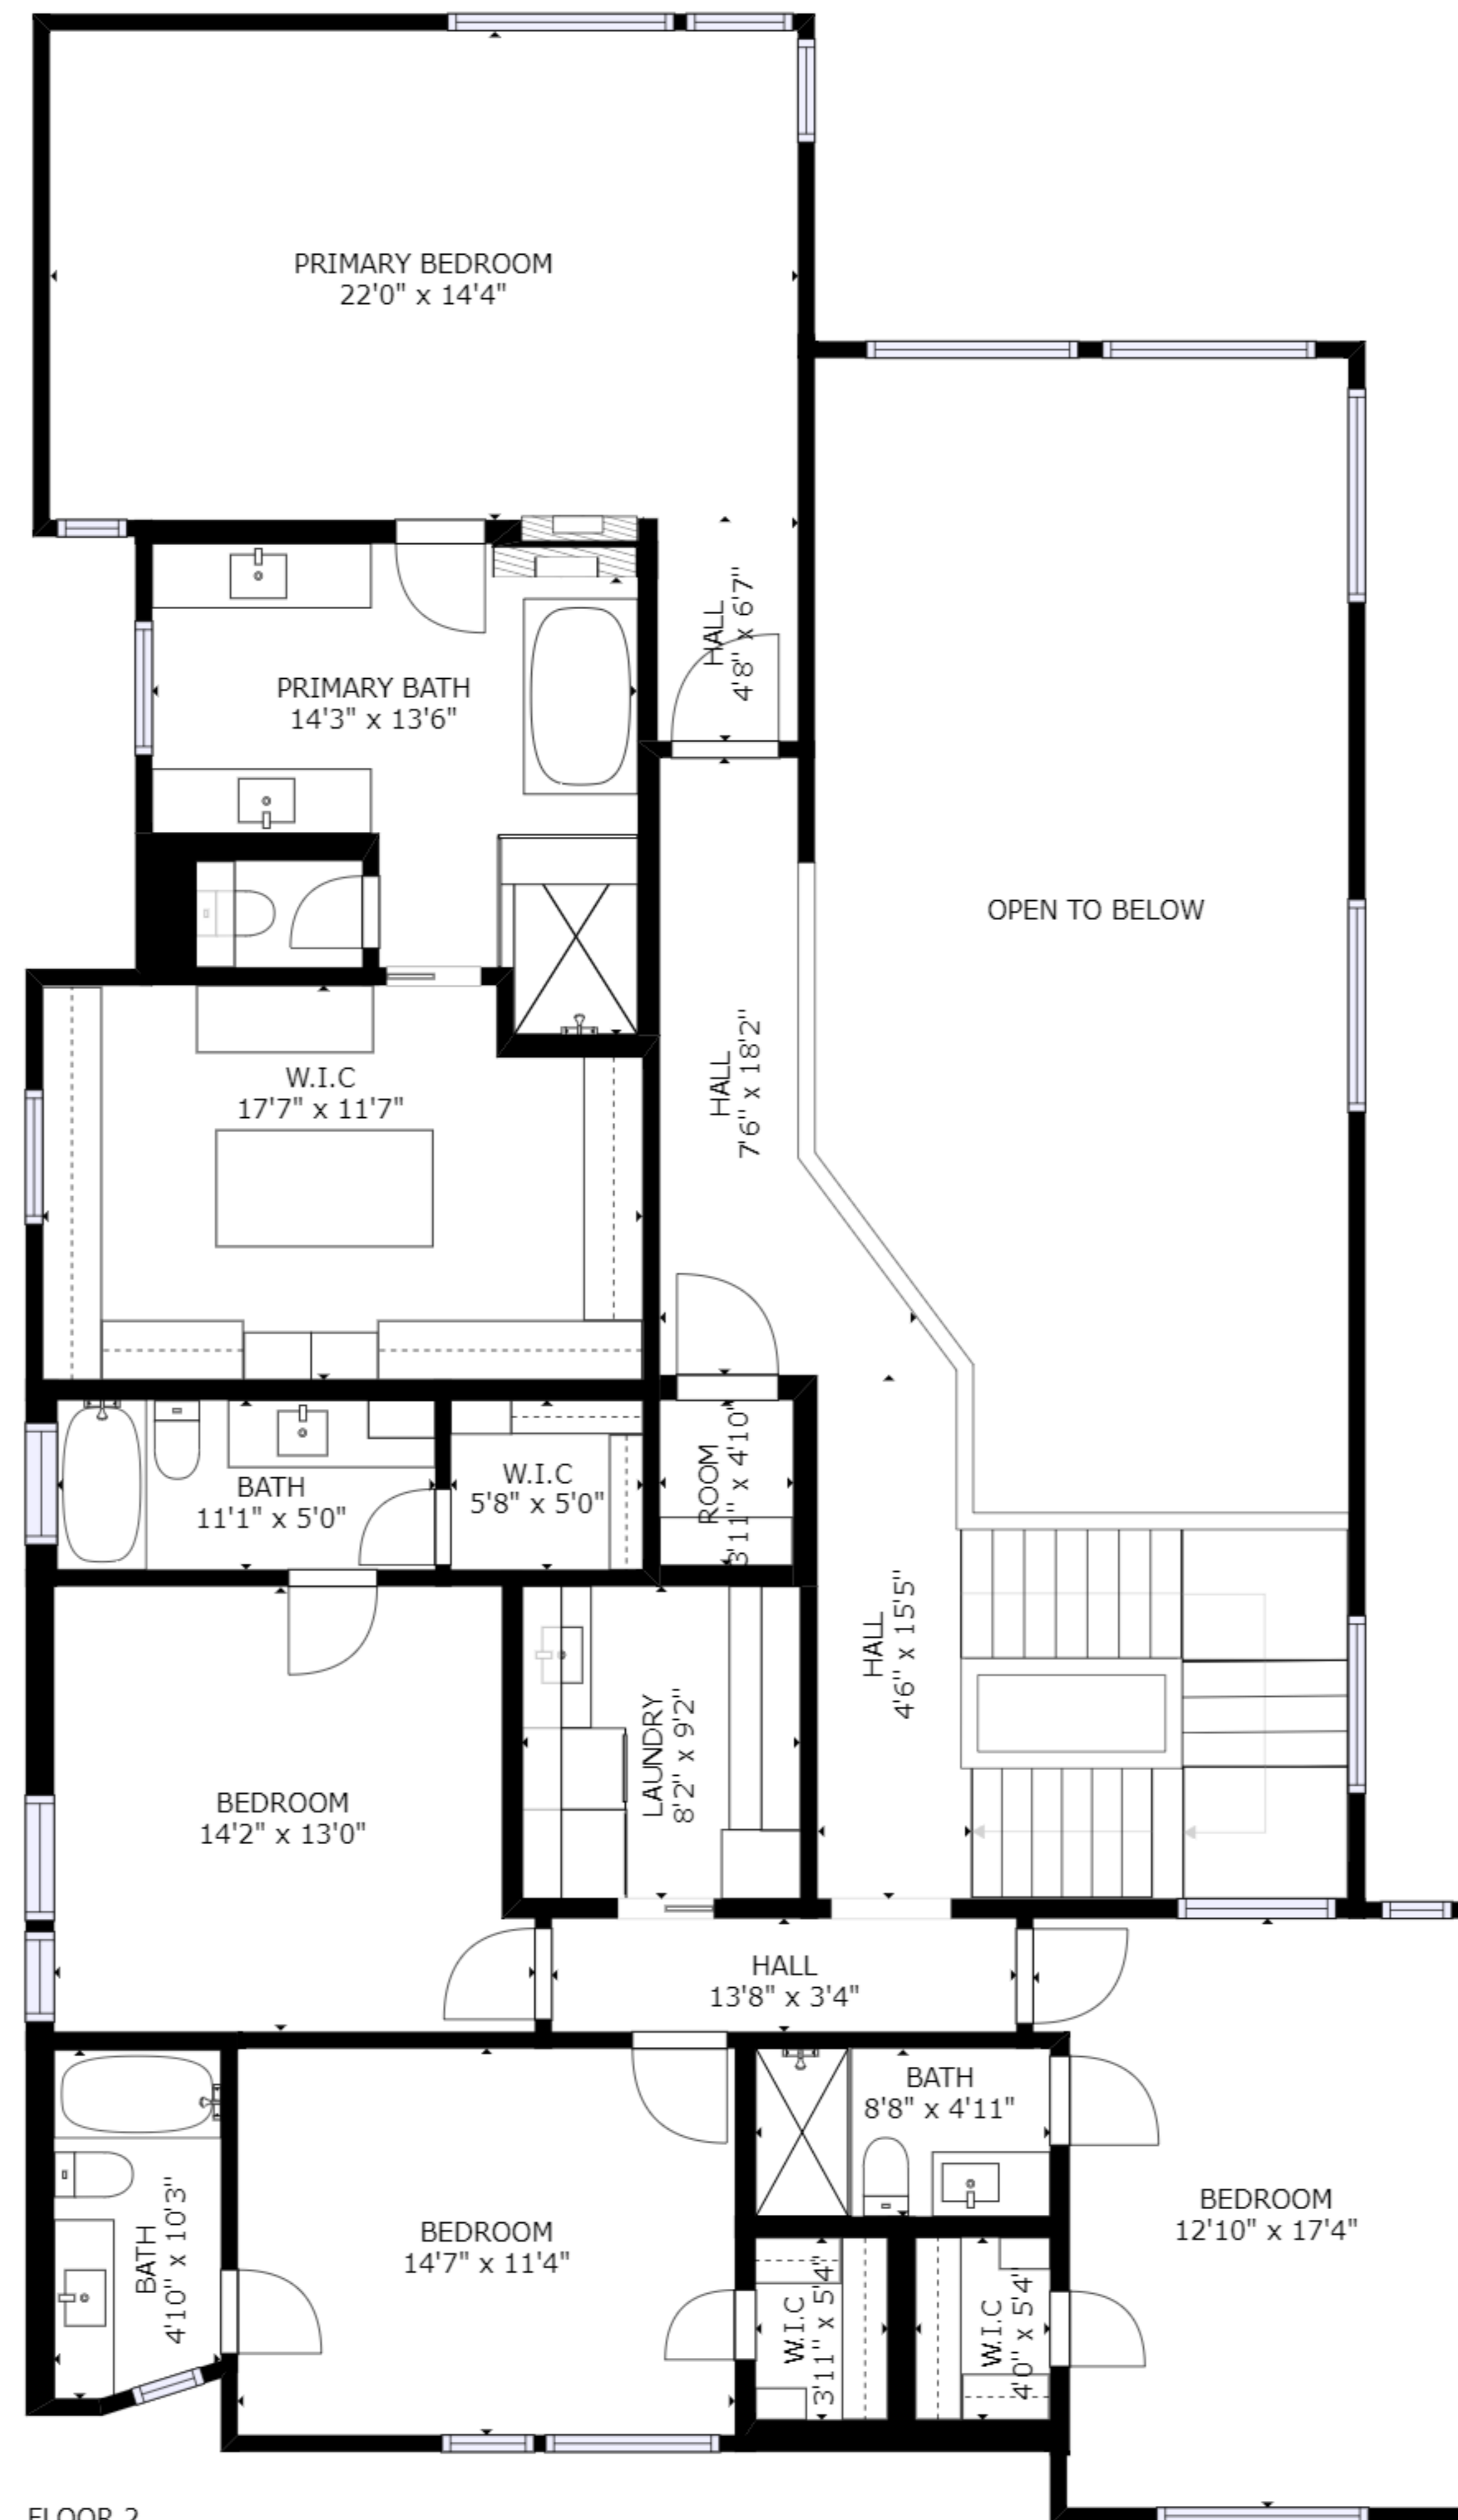 PRIMARY BEDROOM
22'0" x 14'4"
HALL
4'8" x 6'7"
PRIMARY BATH
14'3" x 13'6"
OPEN TO BELOW
HALL
7'6" x 18'2"
W.I.C
17'7" x 11'7"
BATH
11'1" x 5'0"
W.I.C
5'8" x 5'0"
ROOM
3'11" x 4'10"
HALL
4'6" x 15'5"
LAUNDRY
8'2" x 9'2"
BEDROOM
14'2" x 13'0"
HALL
13'8" x 3'4"
BATH
8'8" x 4'11"
BATH
4'10" x 10'3"
BEDROOM
14'7" x 11'4"
BEDROOM
12'10" x 17'4"
W.I.C
3'11" x 5'4"
W.I.C
4'0" x 5'4"
FLOOR 2